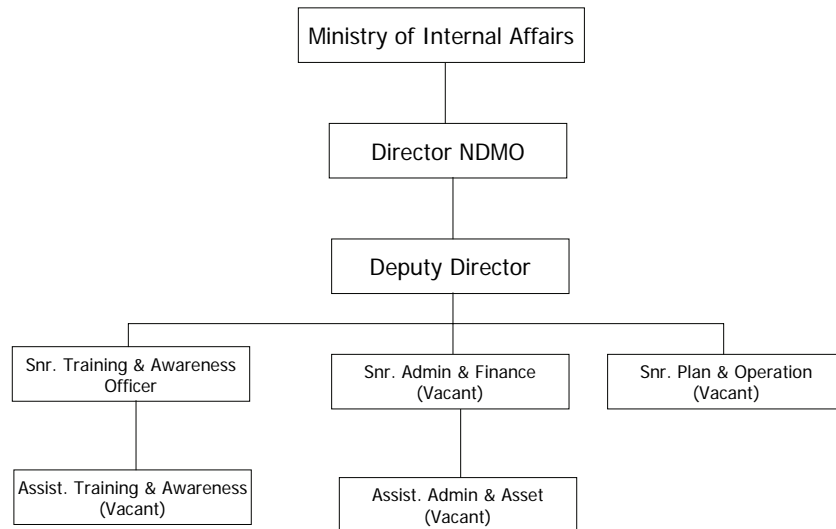 Ministry of Internal Affairs
Director NDMO
Deputy Director
Snr. Training & Awareness
Officer
Snr. Admin & Finance
(Vacant)
Snr. Plan & Operation
(Vacant)
Assist. Training & Awareness
(Vacant)
Assist. Admin & Asset
(Vacant)